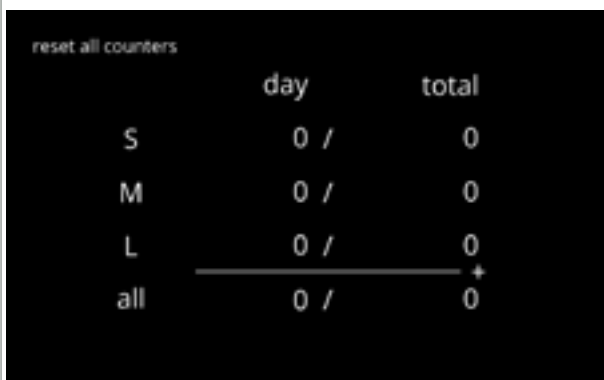 reset all counters
day total
S 0 / 0
M 0 / 0
L 0 / 0
+
all 0 / 0